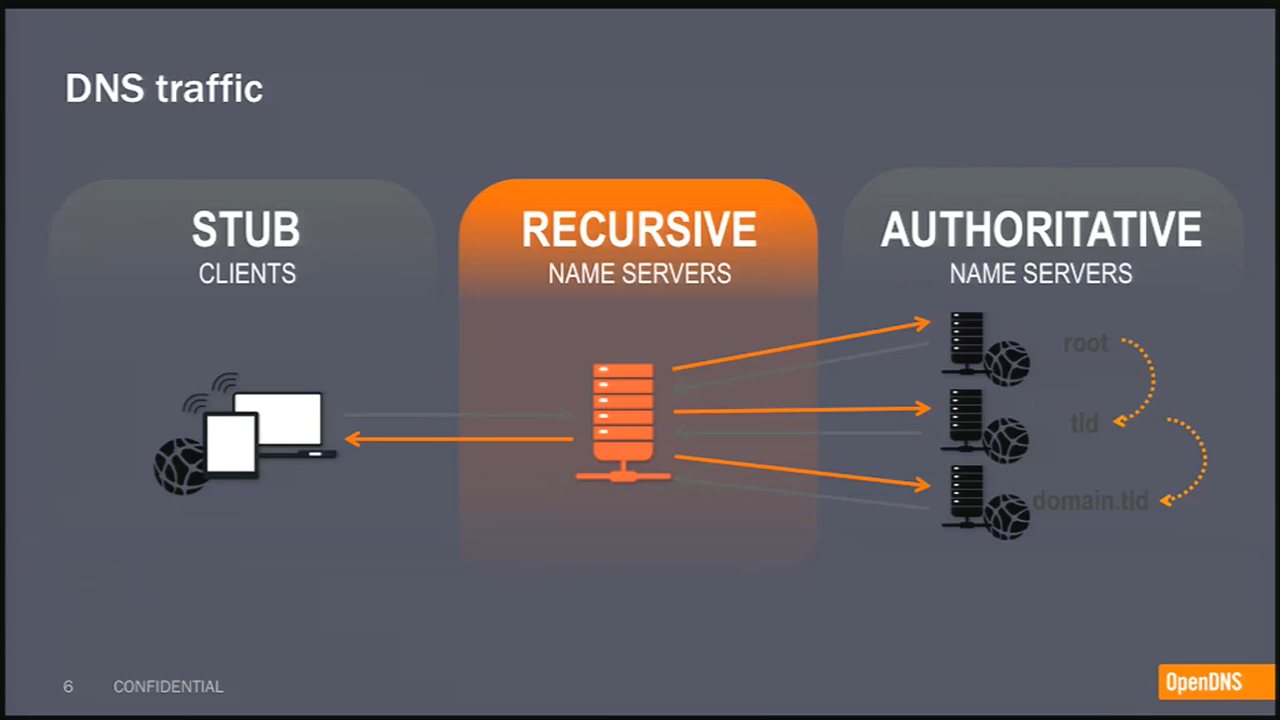 DNS traffic
STUB
CLIENTS
RECURSIVE
NAME SERVERS
AUTHORITATIVE
NAME SERVERS
root
tld
domain.tld
6 CONFIDENTIAL
OpenDNS